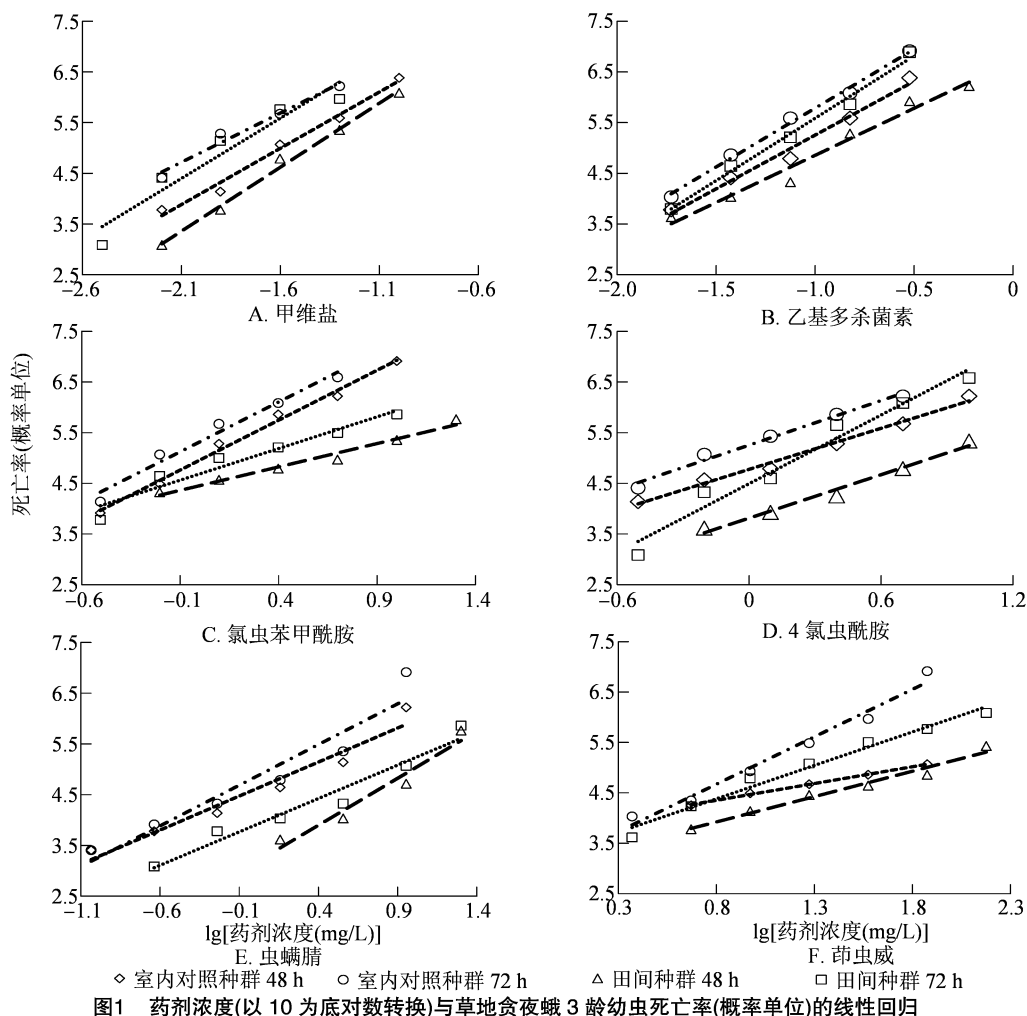 7.5
6.5
5.5
4.5
3.5
2.5
−2.6 −2.1 −1.6 −1.1 −0.6
A. 甲维盐
7.5
6.5
5.5
4.5
3.5
2.5
−2.0 −1.5 −1.0 −0.5 0
B. 乙基多杀菌素
死亡率(概率单位)
7.5
6.5
5.5
4.5
3.5
2.5
−0.6 −0.1 0.4 0.9 1.4
C. 氯虫苯甲酰胺
7.5
6.5
5.5
4.5
3.5
2.5
−0.6 0 0.6 1.2
D. 4 氯虫酰胺
7.5
6.5
5.5
4.5
3.5
2.5
−1.1 −0.6 −0.1 0.4 0.9 1.4
lg[药剂浓度(mg/L)]
E. 虫螨腈
7.5
6.5
5.5
4.5
3.5
2.5
0.3 0.8 1.3 1.8 2.3
lg[药剂浓度(mg/L)]
F. 茚虫威
室内对照种群 48 h 室内对照种群 72 h 田间种群 48 h 田间种群 72 h
图1 药剂浓度(以 10 为底对数转换)与草地贪夜蛾 3 龄幼虫死亡率(概率单位)的线性回归